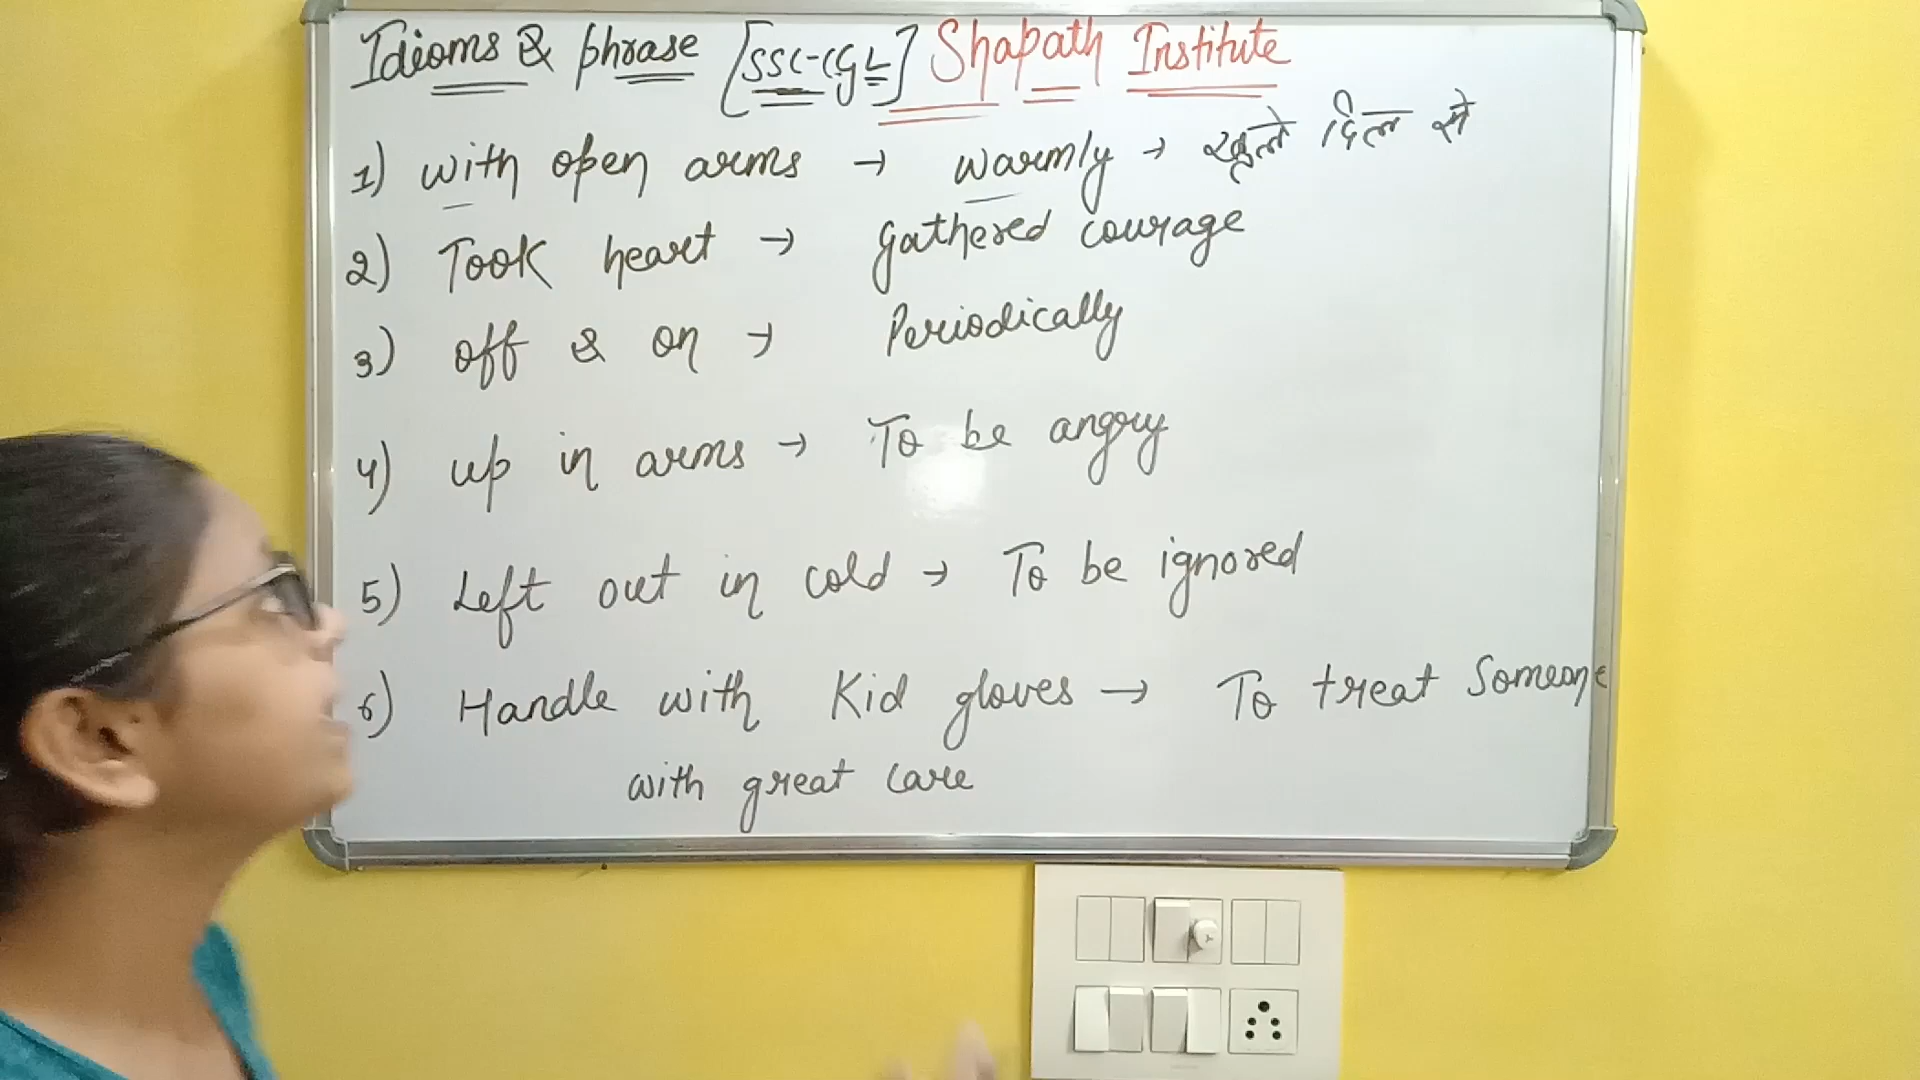 Idioms & phrase [SSC-CGL] Shapath Institute
1) with open arms → warmly → खुले दिल से
2) Took heart → gathered courage
3) off & on → Periodically
4) up in arms → To be angry
5) Left out in cold → To be ignored
6) Handle with Kid gloves → To treat Someone
with great care